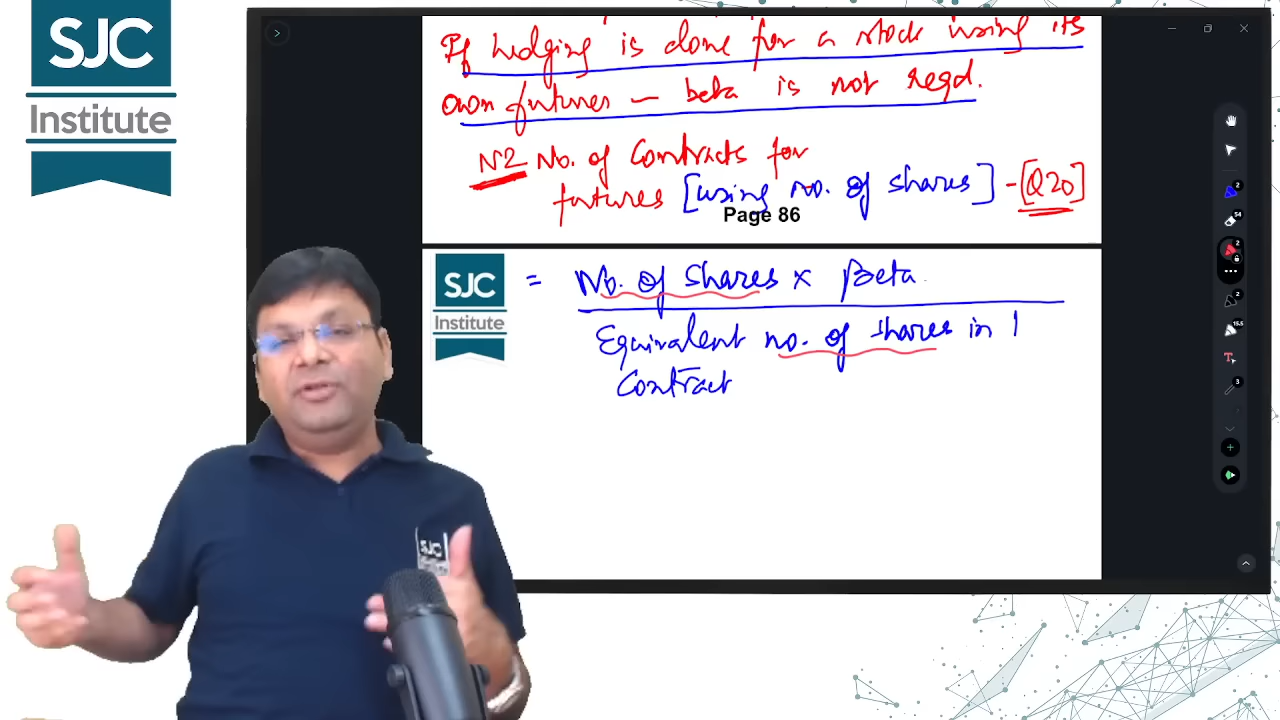 SJC
Institute
If hedging is done for a stock using its
own futures — beta is not reqd.
N2 No. of Contracts for
futures [using no. of shares] - [Q20]
Page 86
SJC
Institute
= No. of shares x Beta
Equivalent no. of shares in 1
Contract
SJC